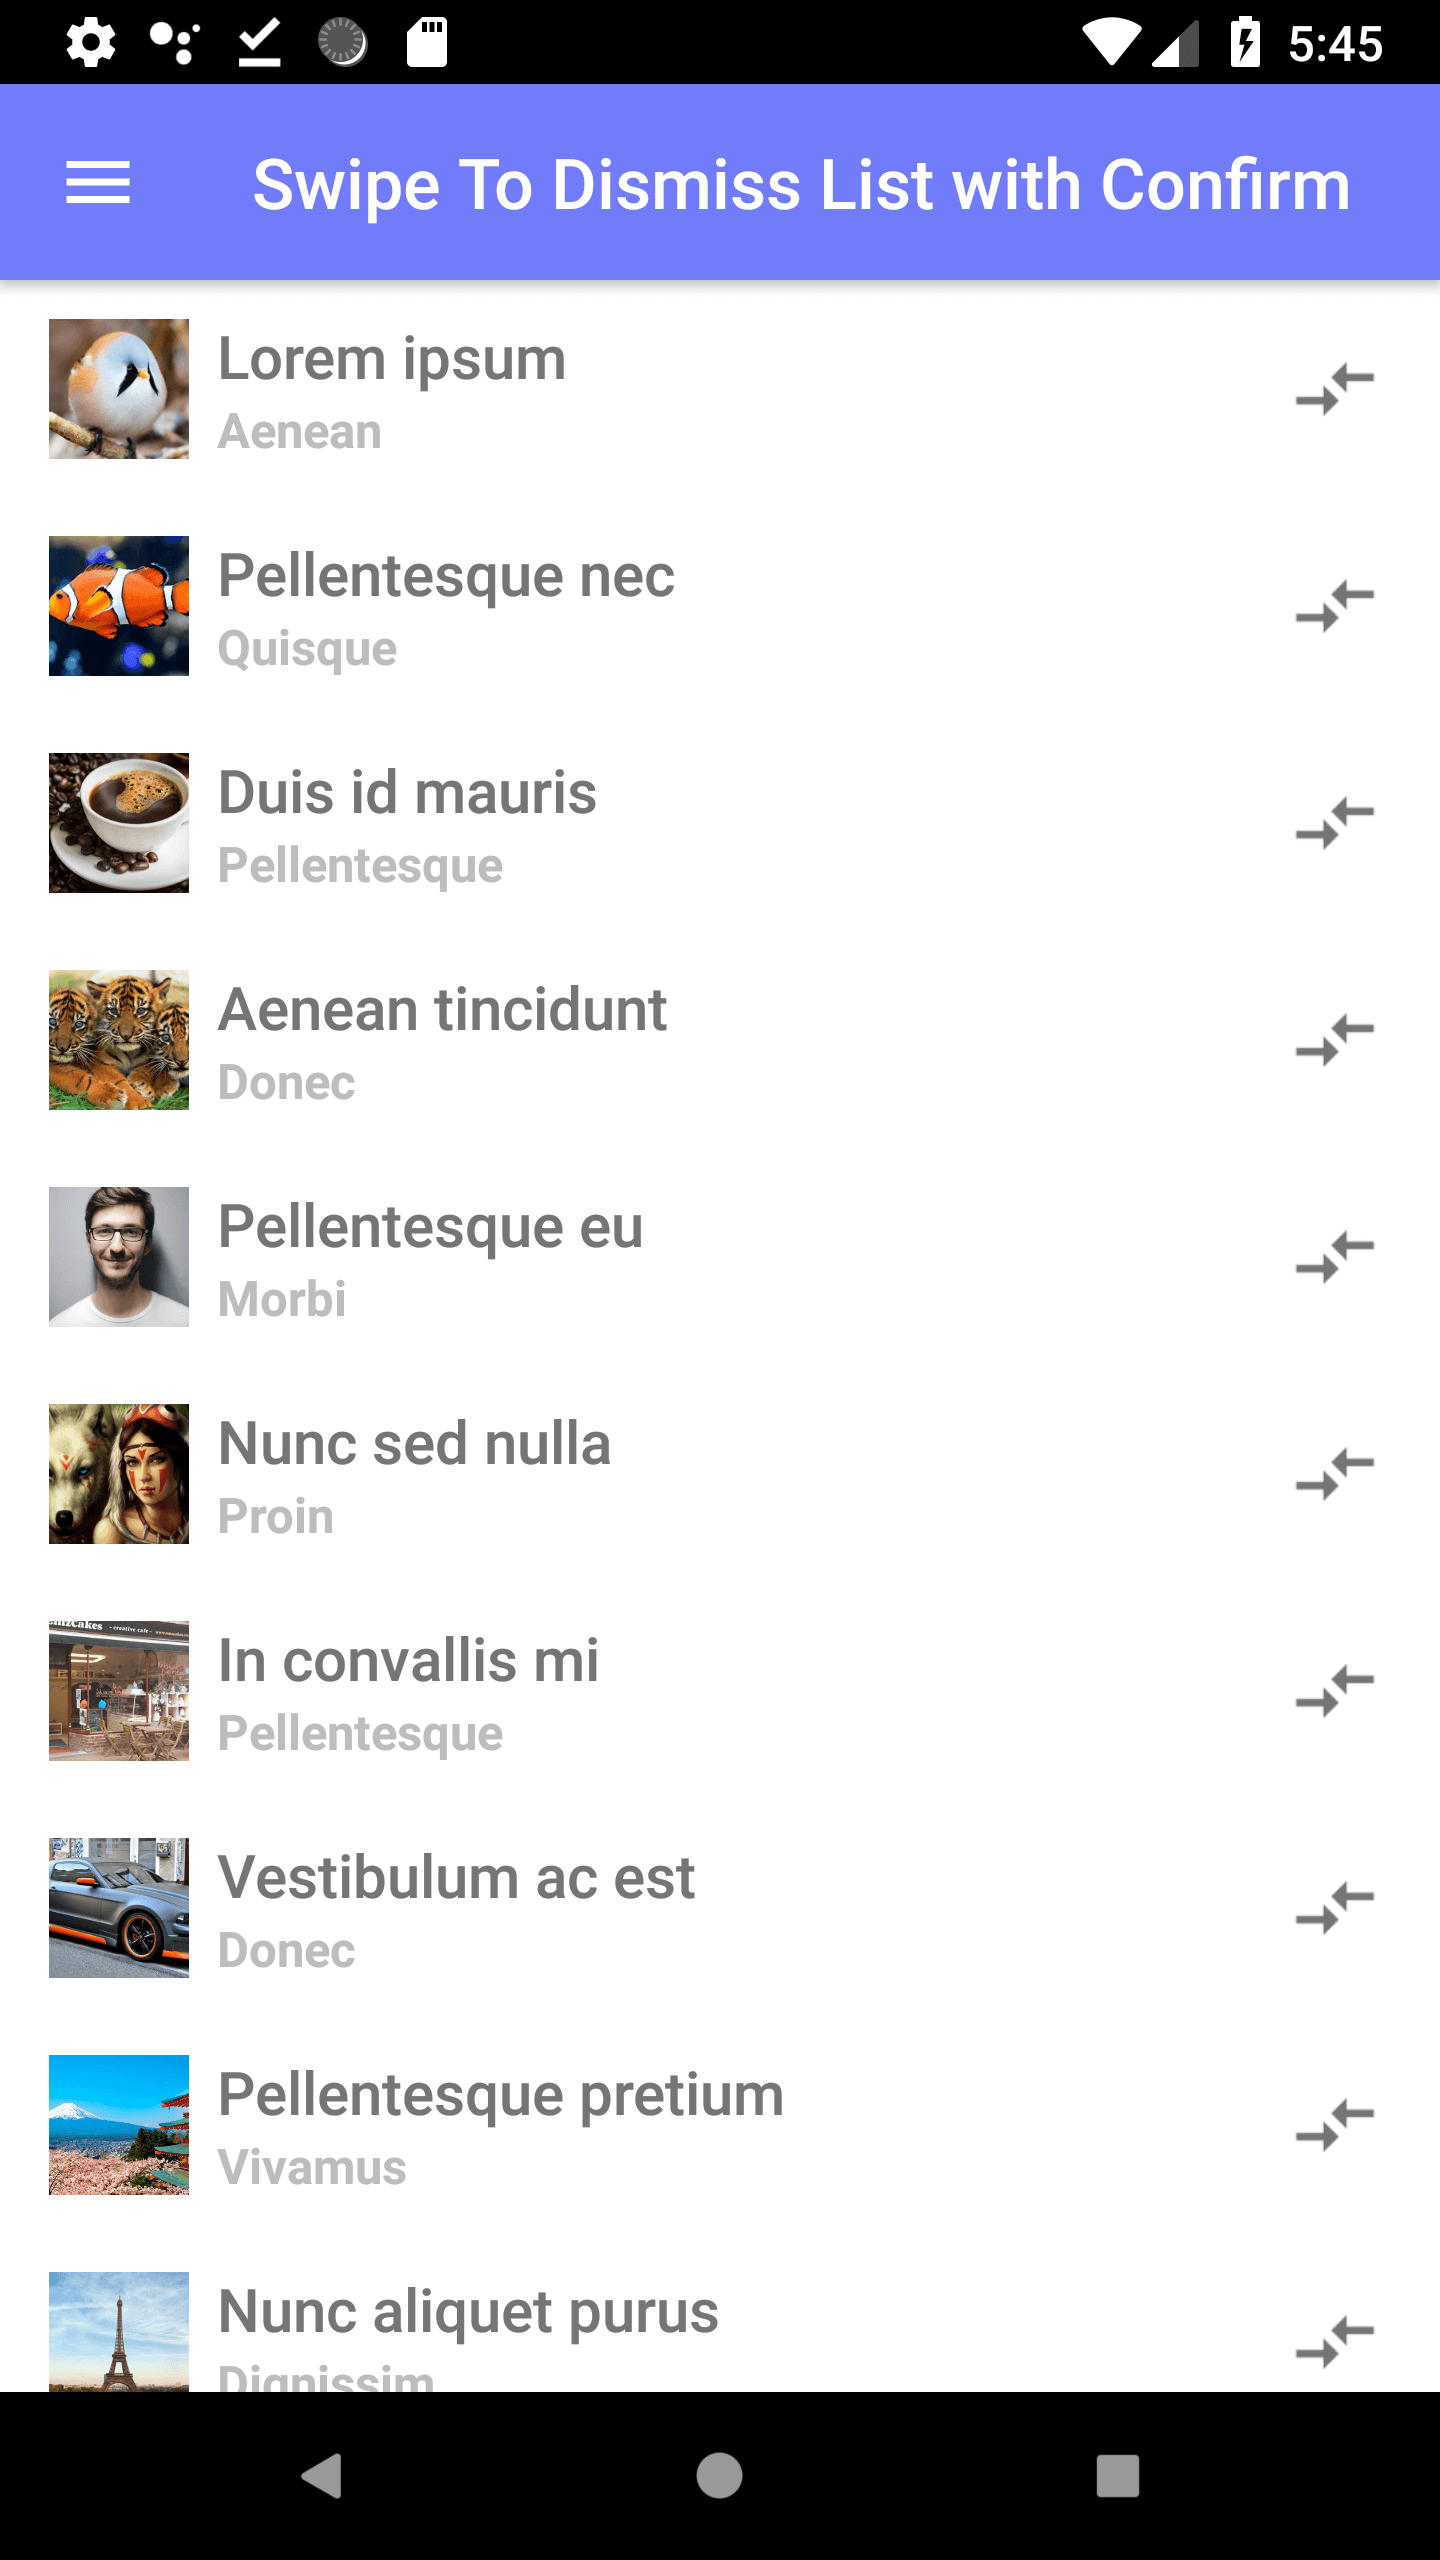 5:45
Swipe To Dismiss List with Confirm
Lorem ipsum
Aenean
Pellentesque nec
Quisque
Duis id mauris
Pellentesque
Aenean tincidunt
Donec
Pellentesque eu
Morbi
Nunc sed nulla
Proin
- creative cafe -
In convallis mi
Pellentesque
Vestibulum ac est
Donec
Pellentesque pretium
Vivamus
Nunc aliquet purus
Dignissim